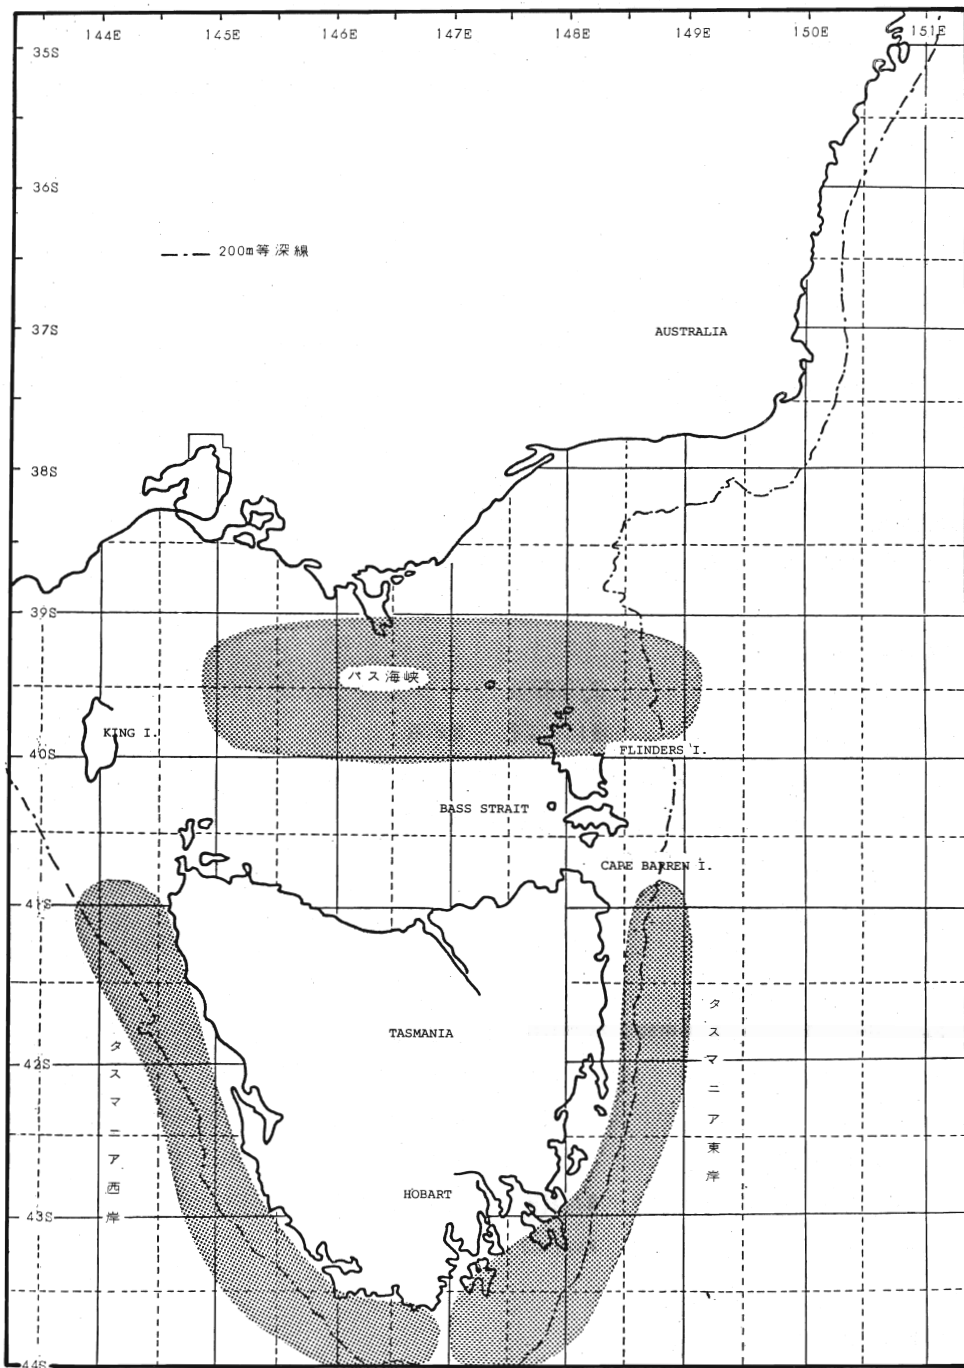 144E 145E 146E 147E 148E 149E 150E 151E
35S
36S
200m等深線
37S
AUSTRALIA
38S
39S
バス海峡
KING I.
FLINDERS I.
40S
BASS STRAIT
CAPE BARREN I.
41S
TASMANIA
タスマニア東岸
42S
タスマニア西岸
HOBART
43S
44S